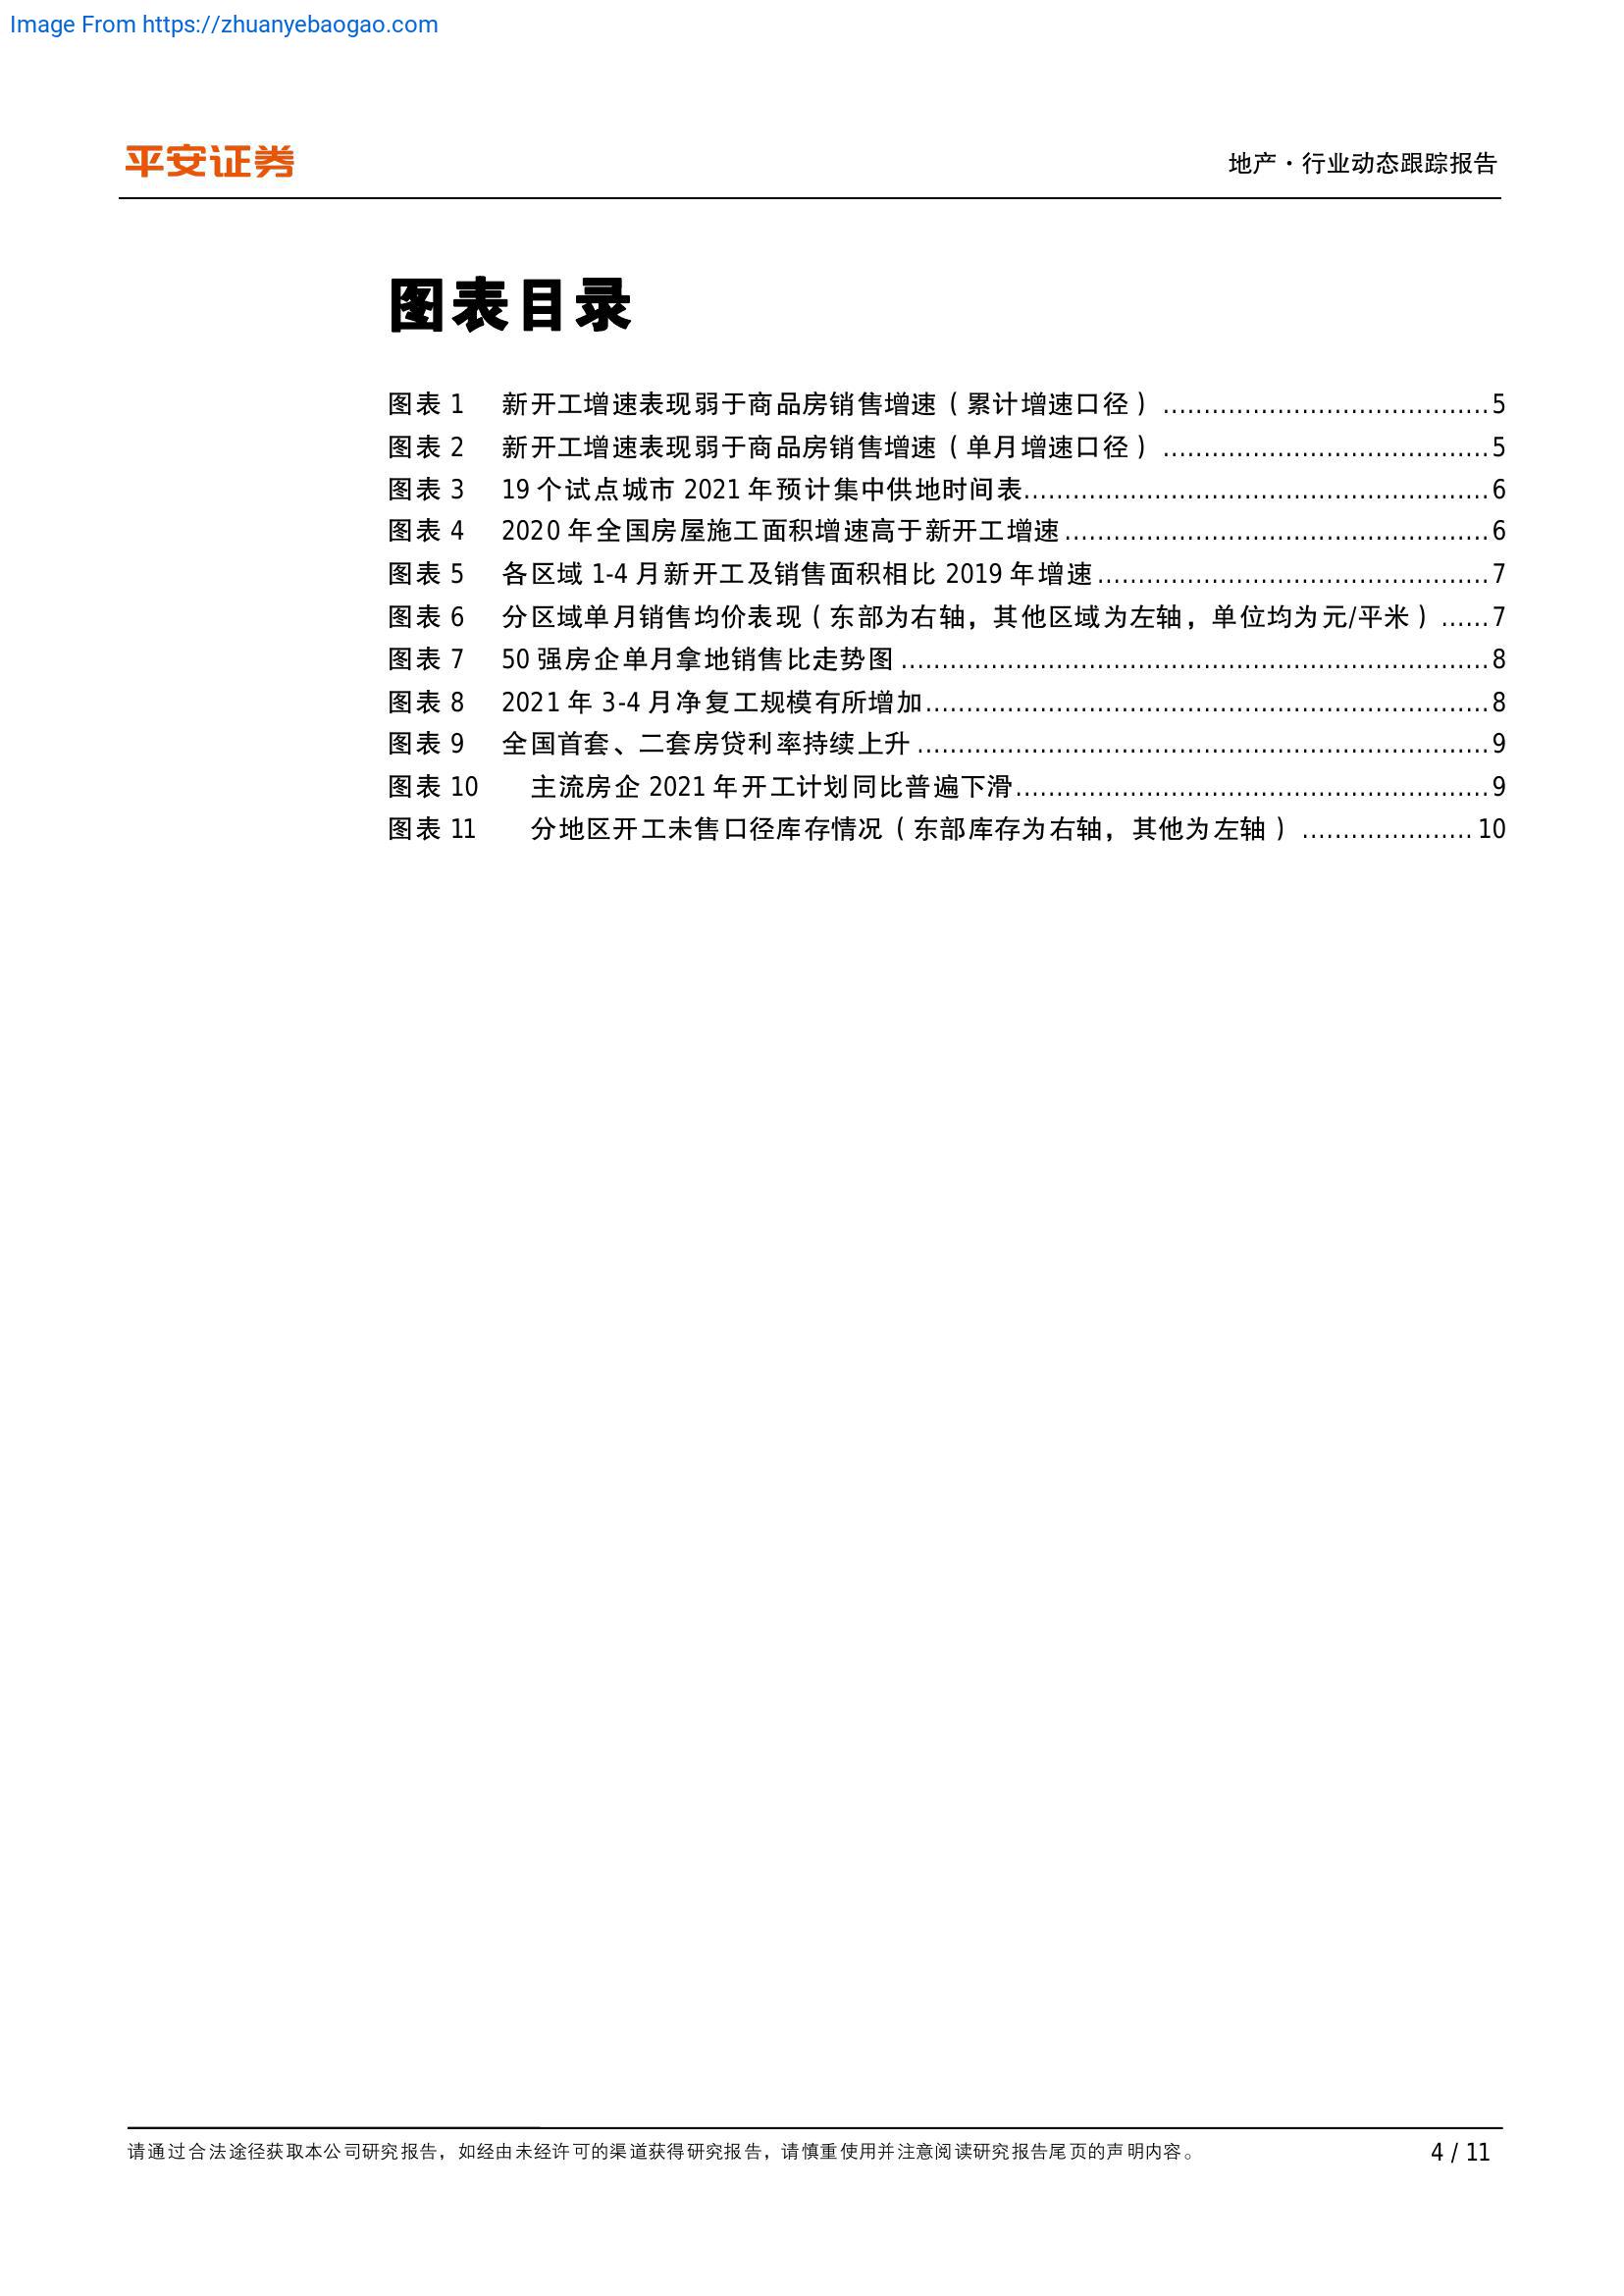 Image From https://zhuanyebaogao.com
平安证券
地产·行业动态跟踪报告
图表目录
图表 1 新开工增速表现弱于商品房销售增速（累计增速口径）........................................5
图表 2 新开工增速表现弱于商品房销售增速（单月增速口径）........................................5
图表 3 19 个试点城市 2021 年预计集中供地时间表.........................................................6
图表 4 2020 年全国房屋施工面积增速高于新开工增速....................................................6
图表 5 各区域 1-4 月新开工及销售面积相比 2019 年增速................................................7
图表 6 分区域单月销售均价表现（东部为右轴，其他区域为左轴，单位均为元/平米）......7
图表 7 50 强房企单月拿地销售比走势图........................................................................8
图表 8 2021 年 3-4 月净复工规模有所增加.....................................................................8
图表 9 全国首套、二套房贷利率持续上升......................................................................9
图表 10 主流房企 2021 年开工计划同比普遍下滑..........................................................9
图表 11 分地区开工未售口径库存情况（东部库存为右轴，其他为左轴）.....................10
请通过合法途径获取本公司研究报告，如经由未经许可的渠道获得研究报告，请慎重使用并注意阅读研究报告尾页的声明内容。
4 / 11